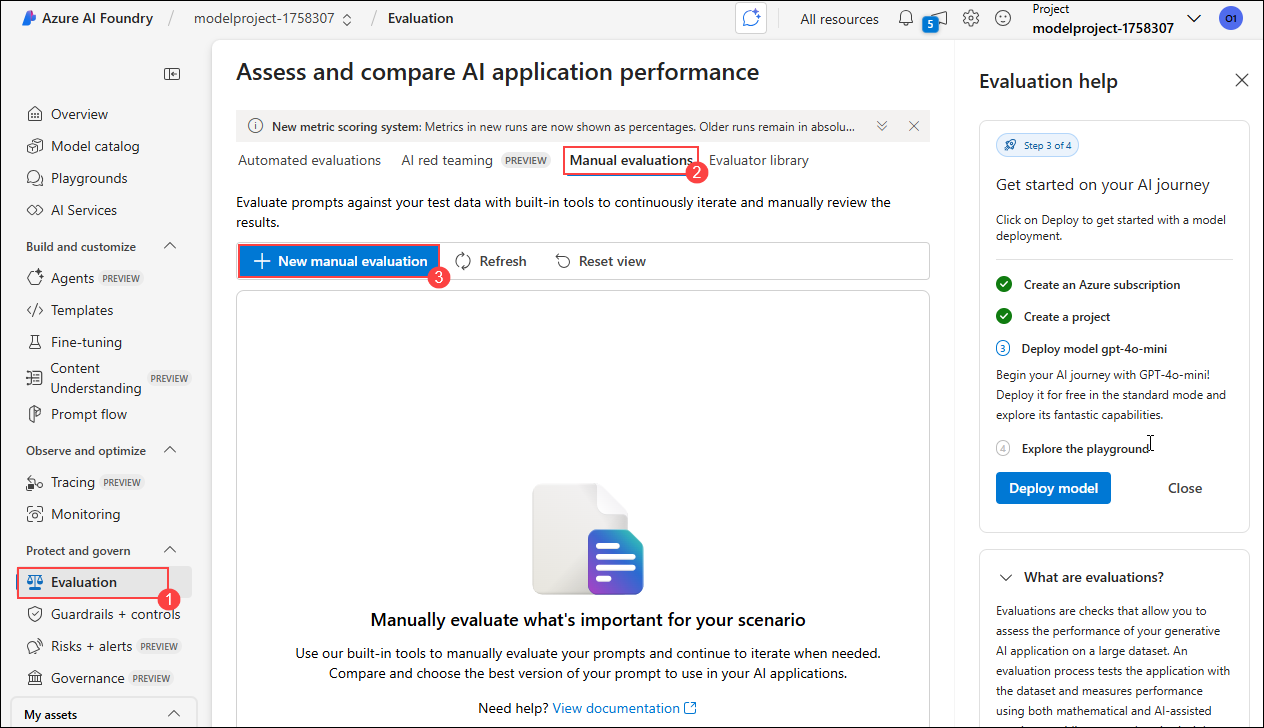 Azure AI Foundry / modelproject-1758307 / Evaluation
5
All resources
Project
modelproject-1758307
O1
Overview
Model catalog
Playgrounds
AI Services
Build and customize
Agents PREVIEW
Templates
Fine-tuning
Content
Understanding PREVIEW
Prompt flow
Observe and optimize
Tracing PREVIEW
Monitoring
Protect and govern
Evaluation
1
Guardrails + controls
Risks + alerts PREVIEW
Governance PREVIEW
My assets
Assess and compare AI application performance
New metric scoring system: Metrics in new runs are now shown as percentages. Older runs remain in absolu...
Automated evaluations AI red teaming PREVIEW Manual evaluations Evaluator library
2
Evaluate prompts against your test data with built-in tools to continuously iterate and manually review the
results.
New manual evaluation Refresh Reset view
3
Manually evaluate what's important for your scenario
Use our built-in tools to manually evaluate your prompts and continue to iterate when needed.
Compare and choose the best version of your prompt to use in your AI applications.
Need help? View documentation
Evaluation help
Step 3 of 4
Get started on your AI journey
Click on Deploy to get started with a model
deployment.
Create an Azure subscription
Create a project
3 Deploy model gpt-4o-mini
Begin your AI journey with GPT-4o-mini!
Deploy it for free in the standard mode and
explore its fantastic capabilities.
4 Explore the playground
Deploy model Close
What are evaluations?
Evaluations are checks that allow you to
assess the performance of your generative
AI application on a large dataset. An
evaluation process tests the application with
the dataset and measures performance
using both mathematical and AI-assisted